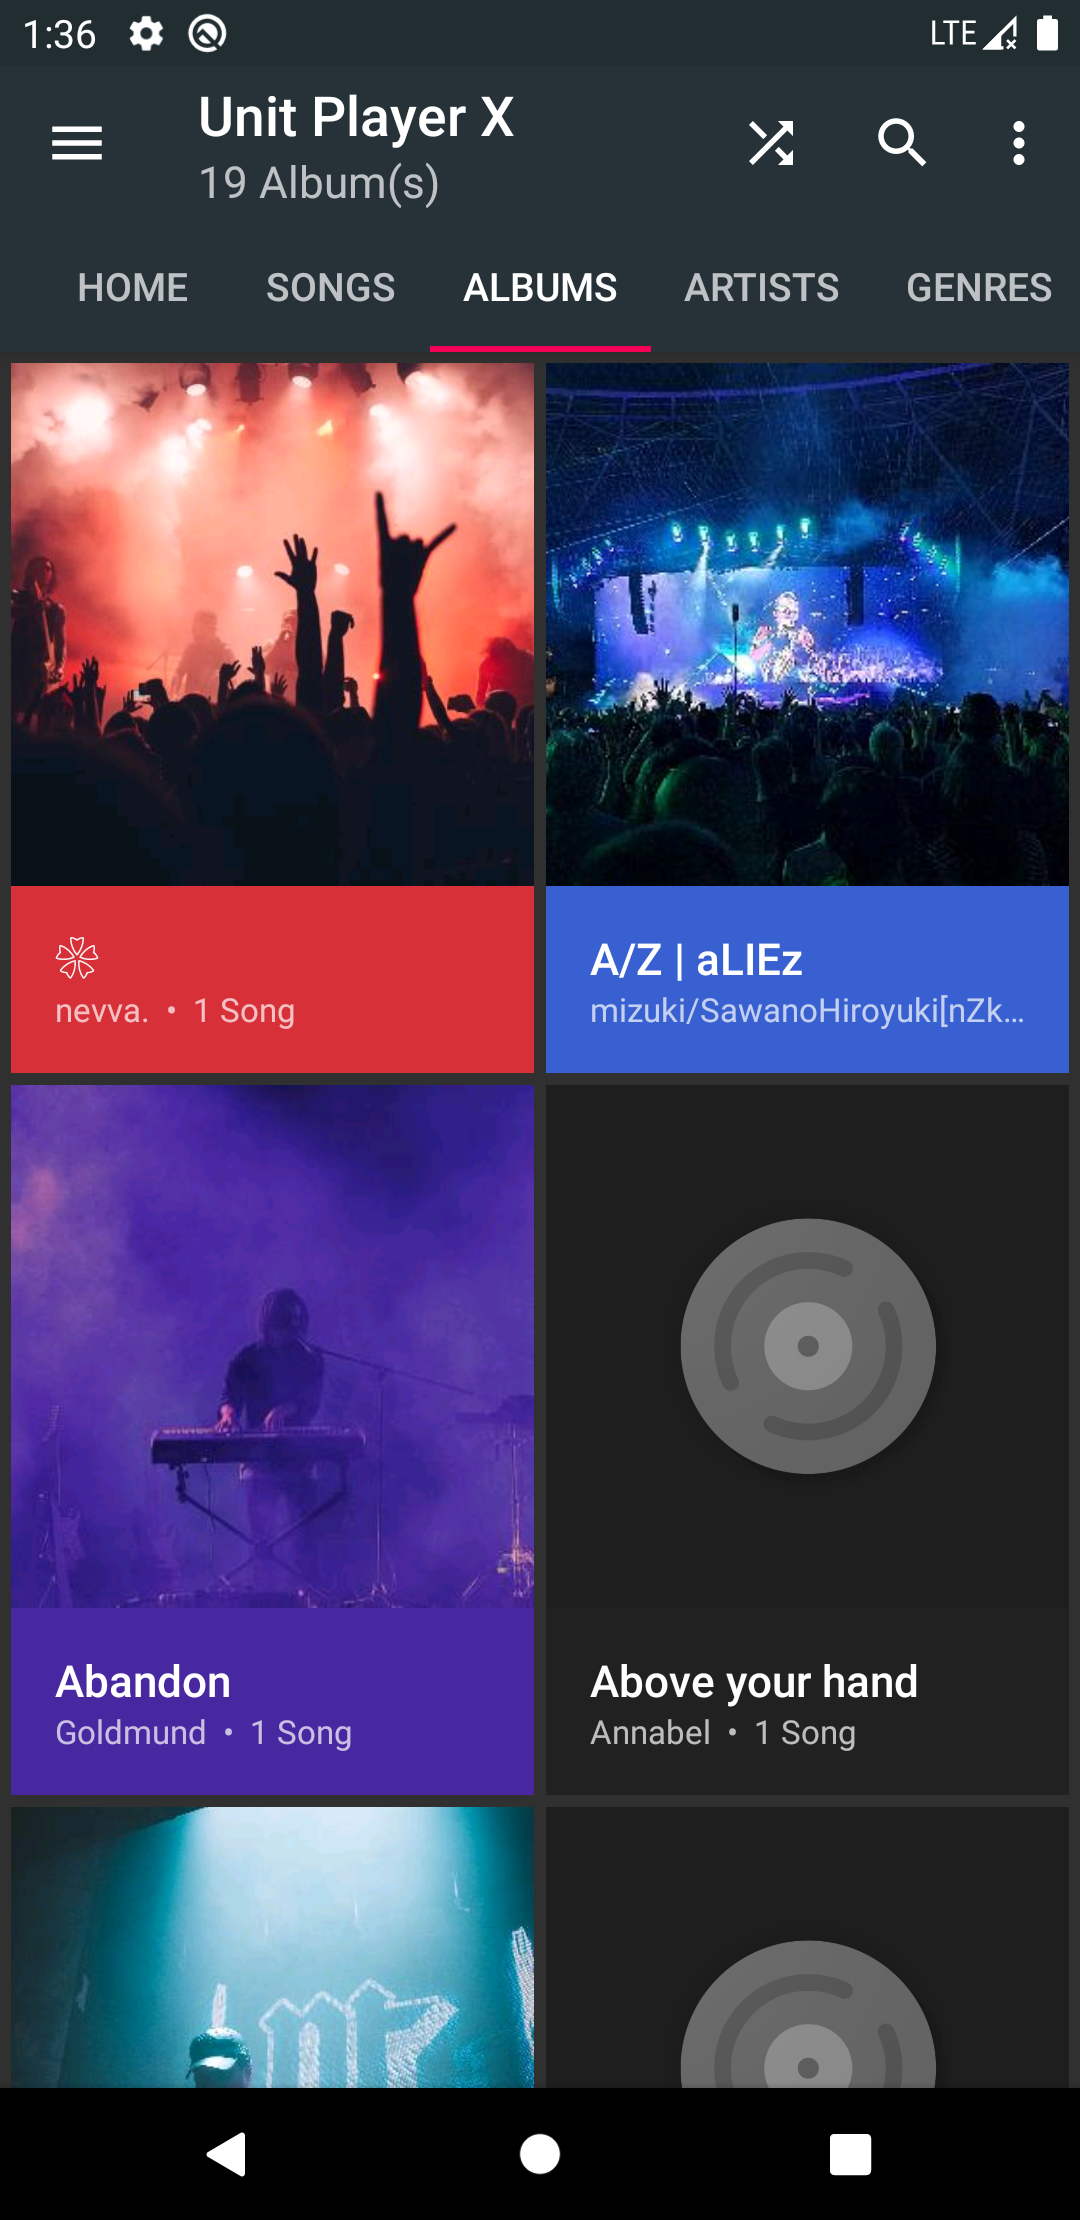 1:36
LTE
Unit Player X
19 Album(s)
HOME SONGS ALBUMS ARTISTS GENRES
nevva. • 1 Song
A/Z | aLIEz
mizuki/SawanoHiroyuki[nZk...
Abandon
Goldmund • 1 Song
Above your hand
Annabel • 1 Song